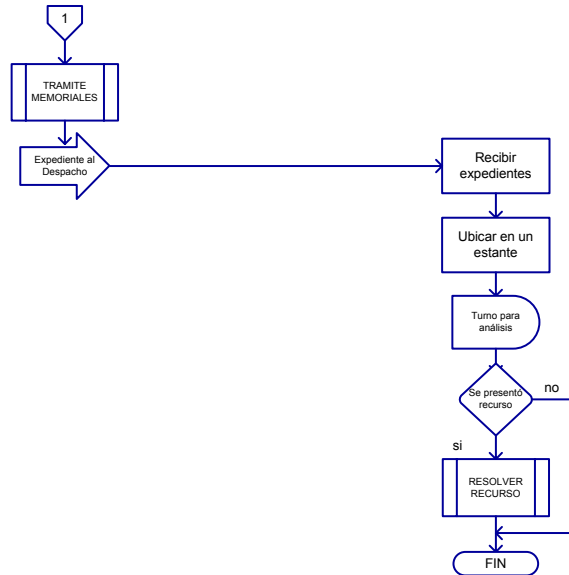 1
TRAMITE
MEMORIALES
Expediente al
Despacho
Recibir
expedientes
Ubicar en un
estante
Turno para
análisis
Se presentó
recurso
no
si
RESOLVER
RECURSO
FIN